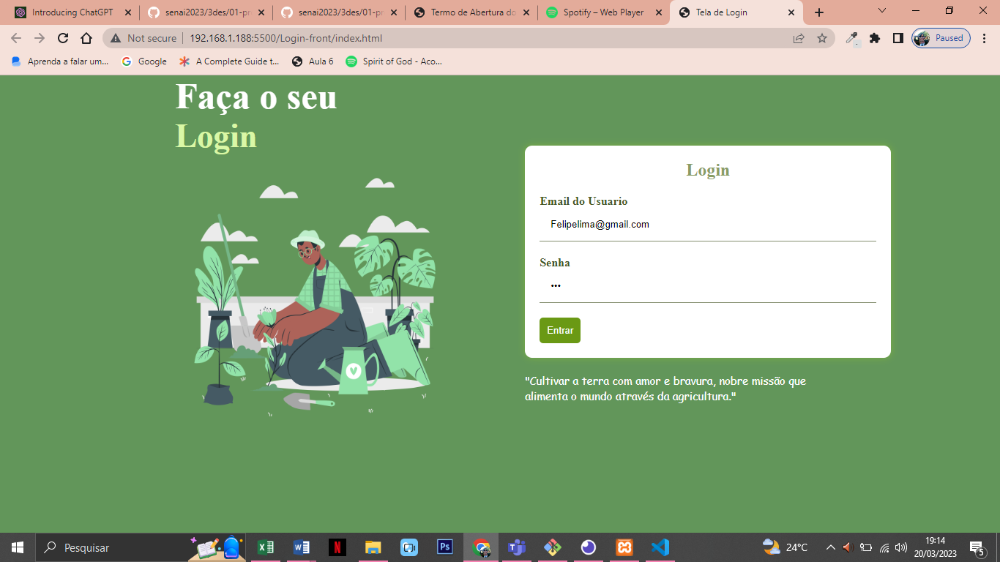 Introducing ChatGPT
senai2023/3des/01-pr
senai2023/3des/01-pr
Termo de Abertura do
Spotify – Web Player
Tela de Login
Not secure
192.168.1.188:5500/Login-front/index.html
Paused
Aprenda a falar um...
Google
A Complete Guide t...
Aula 6
Spirit of God - Aco...
Faça o seu
Login
Login
Email do Usuario
Felipelima@gmail.com
Senha
•••
Entrar
"Cultivar a terra com amor e bravura, nobre missão que
alimenta o mundo através da agricultura."
Pesquisar
24°C
19:14
20/03/2023
5